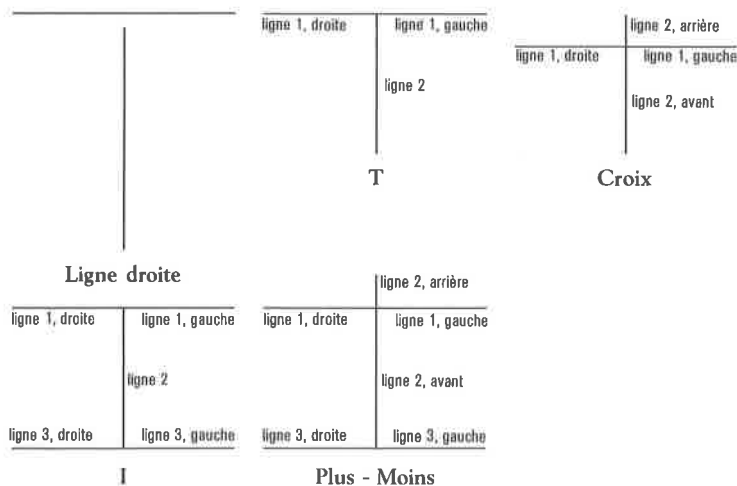 ligne 1, droite
ligne 1, gauche
ligne 2
T
ligne 2, arrière
ligne 1, droite
ligne 1, gauche
ligne 2, avant
Croix
Ligne droite
ligne 1, droite
ligne 1, gauche
ligne 2
ligne 3, droite
ligne 3, gauche
I
ligne 2, arrière
ligne 1, droite
ligne 1, gauche
ligne 2, avant
ligne 3, droite
ligne 3, gauche
Plus - Moins